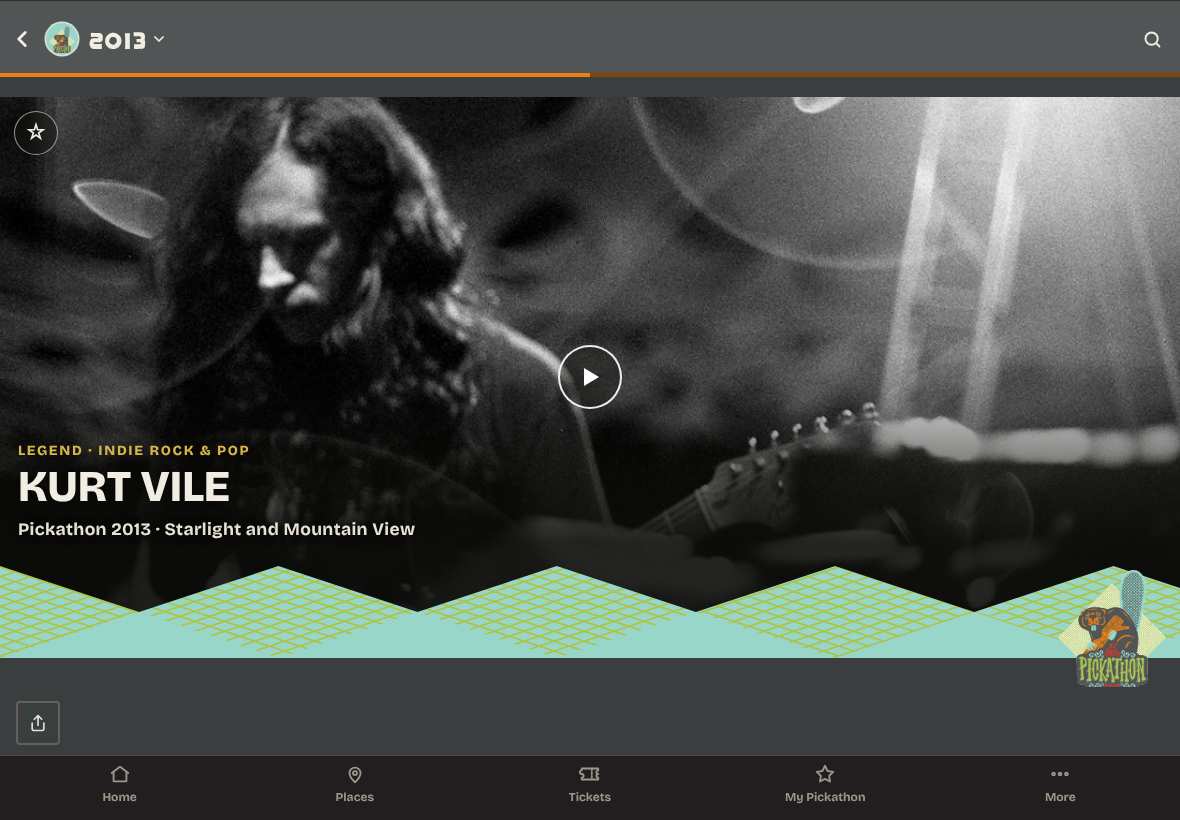 2013
LEGEND · INDIE ROCK & POP
KURT VILE
Pickathon 2013 · Starlight and Mountain View
PICKATHON
Home
Places
Tickets
My Pickathon
More